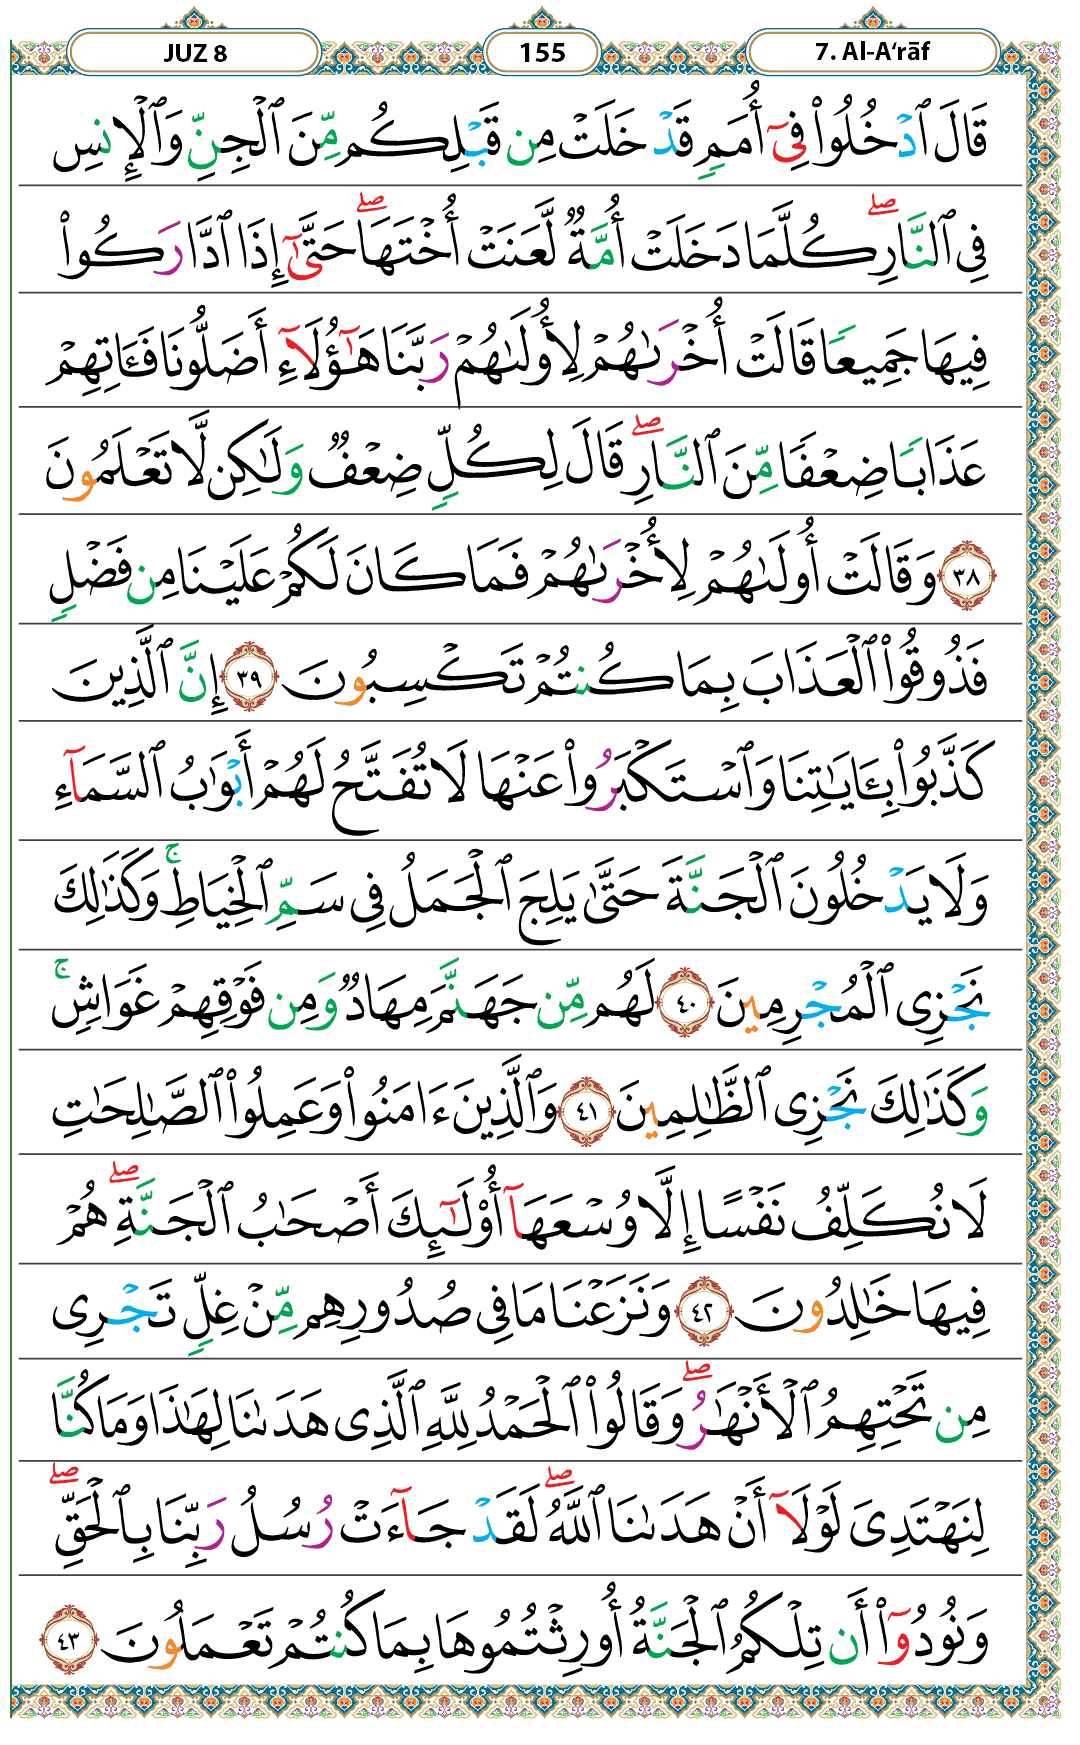 JUZ 8
155
7. Al-A‘rāf
قَالَ ٱدۡخُلُواْ فِىٓ أُمَمٍ قَدۡ خَلَتۡ مِن قَبۡلِكُم مِّنَ ٱلۡجِنِّ وَٱلۡإِنسِ
فِى ٱلنَّارِۖ كُلَّمَا دَخَلَتۡ أُمَّةٌ لَّعَنَتۡ أُخۡتَهَاۖ حَتَّىٰٓ إِذَا ٱدَّارَكُواْ
فِيهَا جَمِيعًا قَالَتۡ أُخۡرَىٰهُمۡ لِأُولَىٰهُمۡ رَبَّنَا هَٰٓؤُلَآءِ أَضَلُّونَا فَـَٔاتِهِمۡ
عَذَابًا ضِعۡفًا مِّنَ ٱلنَّارِۖ قَالَ لِكُلٍّ ضِعۡفٌ وَلَٰكِن لَّا تَعۡلَمُونَ
٣٨ وَقَالَتۡ أُولَىٰهُمۡ لِأُخۡرَىٰهُمۡ فَمَا كَانَ لَكُمۡ عَلَيۡنَا مِن فَضۡلٍ
فَذُوقُواْ ٱلۡعَذَابَ بِمَا كُنتُمۡ تَكۡسِبُونَ ٣٩ إِنَّ ٱلَّذِينَ
كَذَّبُواْ بِـَٔايَٰتِنَا وَٱسۡتَكۡبَرُواْ عَنۡهَا لَا تُفَتَّحُ لَهُمۡ أَبۡوَٰبُ ٱلسَّمَآءِ
وَلَا يَدۡخُلُونَ ٱلۡجَنَّةَ حَتَّىٰ يَلِجَ ٱلۡجَمَلُ فِى سَمِّ ٱلۡخِيَاطِۚ وَكَذَٰلِكَ
نَجۡزِى ٱلۡمُجۡرِمِينَ ٤٠ لَهُم مِّن جَهَنَّمَ مِهَادٌ وَمِن فَوۡقِهِمۡ غَوَاشٍۚ
وَكَذَٰلِكَ نَجۡزِى ٱلظَّٰلِمِينَ ٤١ وَٱلَّذِينَ ءَامَنُواْ وَعَمِلُواْ ٱلصَّٰلِحَٰتِ
لَا نُكَلِّفُ نَفۡسًا إِلَّا وُسۡعَهَآ أُوْلَٰٓئِكَ أَصۡحَٰبُ ٱلۡجَنَّةِۖ هُمۡ
فِيهَا خَٰلِدُونَ ٤٢ وَنَزَعۡنَا مَا فِى صُدُورِهِم مِّنۡ غِلٍّ تَجۡرِى
مِن تَحۡتِهِمُ ٱلۡأَنۡهَٰرُۖ وَقَالُواْ ٱلۡحَمۡدُ لِلَّهِ ٱلَّذِى هَدَىٰنَا لِهَٰذَا وَمَا كُنَّا
لِنَهۡتَدِىَ لَوۡلَآ أَنۡ هَدَىٰنَا ٱللَّهُۖ لَقَدۡ جَآءَتۡ رُسُلُ رَبِّنَا بِٱلۡحَقِّۖ
وَنُودُوٓاْ أَن تِلۡكُمُ ٱلۡجَنَّةُ أُورِثۡتُمُوهَا بِمَا كُنتُمۡ تَعۡمَلُونَ ٤٣